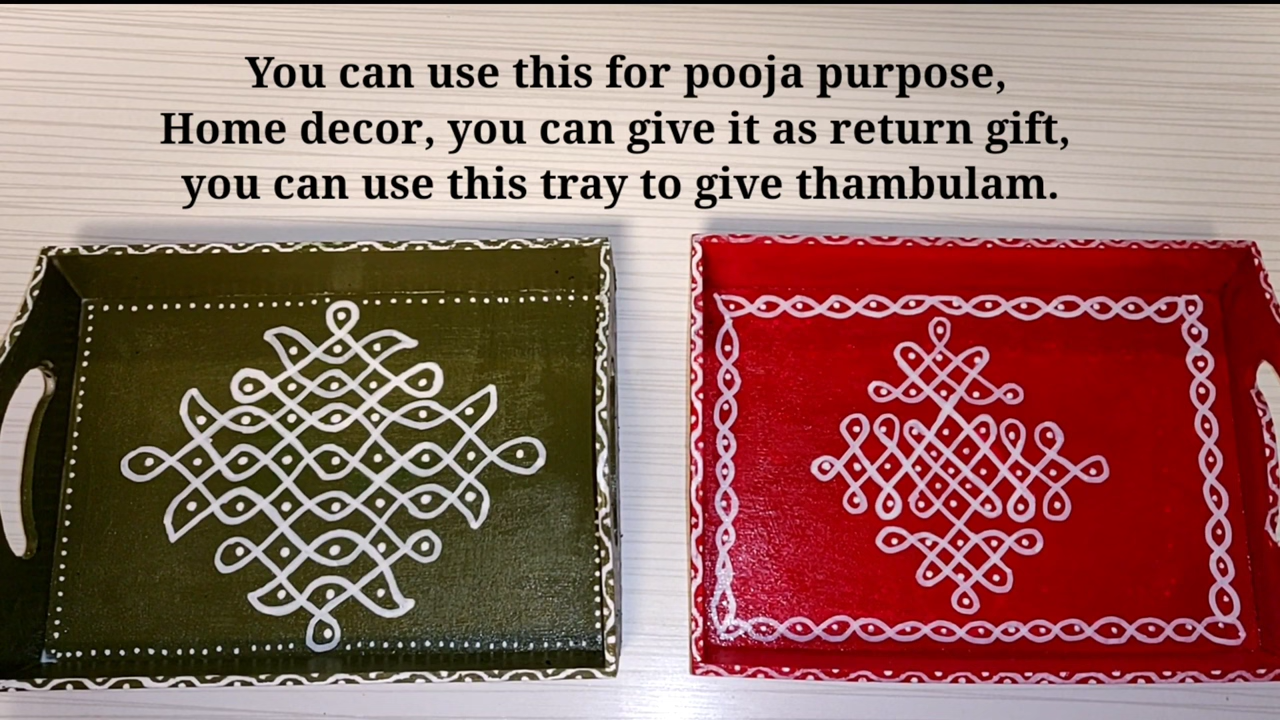 You can use this for pooja purpose,
Home decor, you can give it as return gift,
you can use this tray to give thambulam.